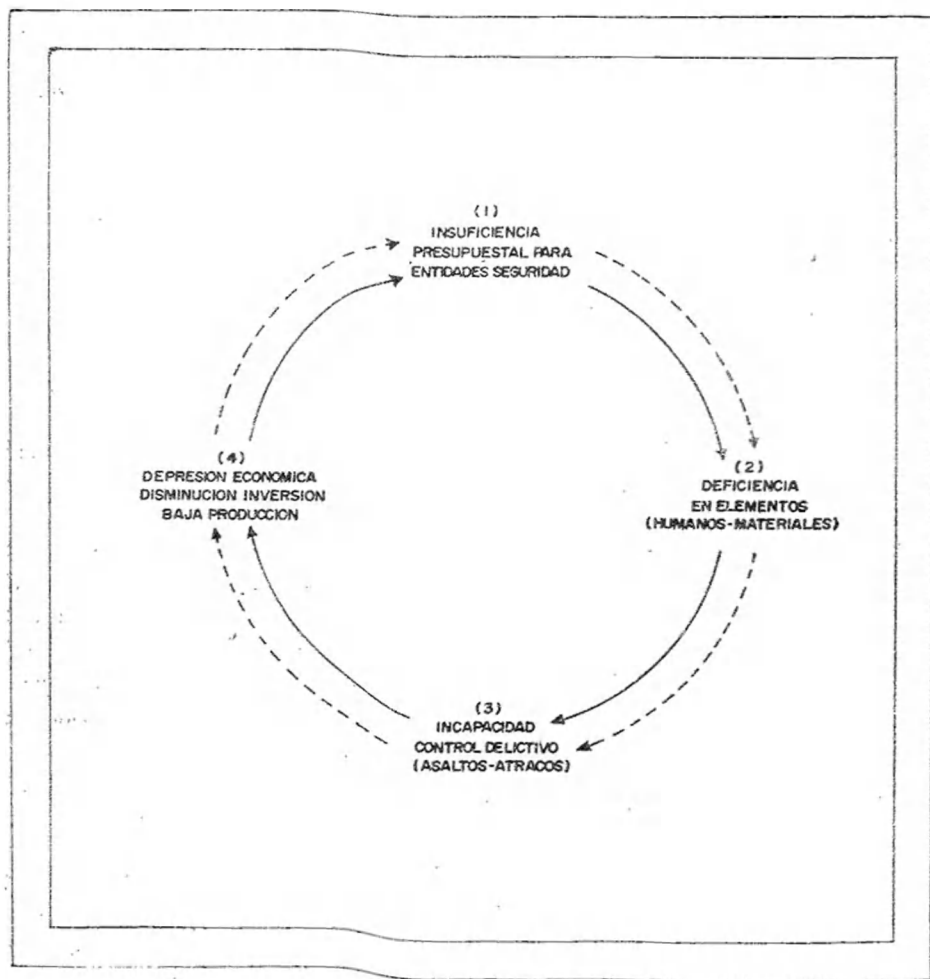 (1)
INSUFICIENCIA
PRESUPUESTAL PARA
ENTIDADES SEGURIDAD
(2)
DEFICIENCIA
EN ELEMENTOS
(HUMANOS-MATERIALES)
(3)
INCAPACIDAD
CONTROL DELICTIVO
(ASALTOS-ATRACOS)
(4)
DEPRESION ECONOMICA
DISMINUCION INVERSION
BAJA PRODUCCION